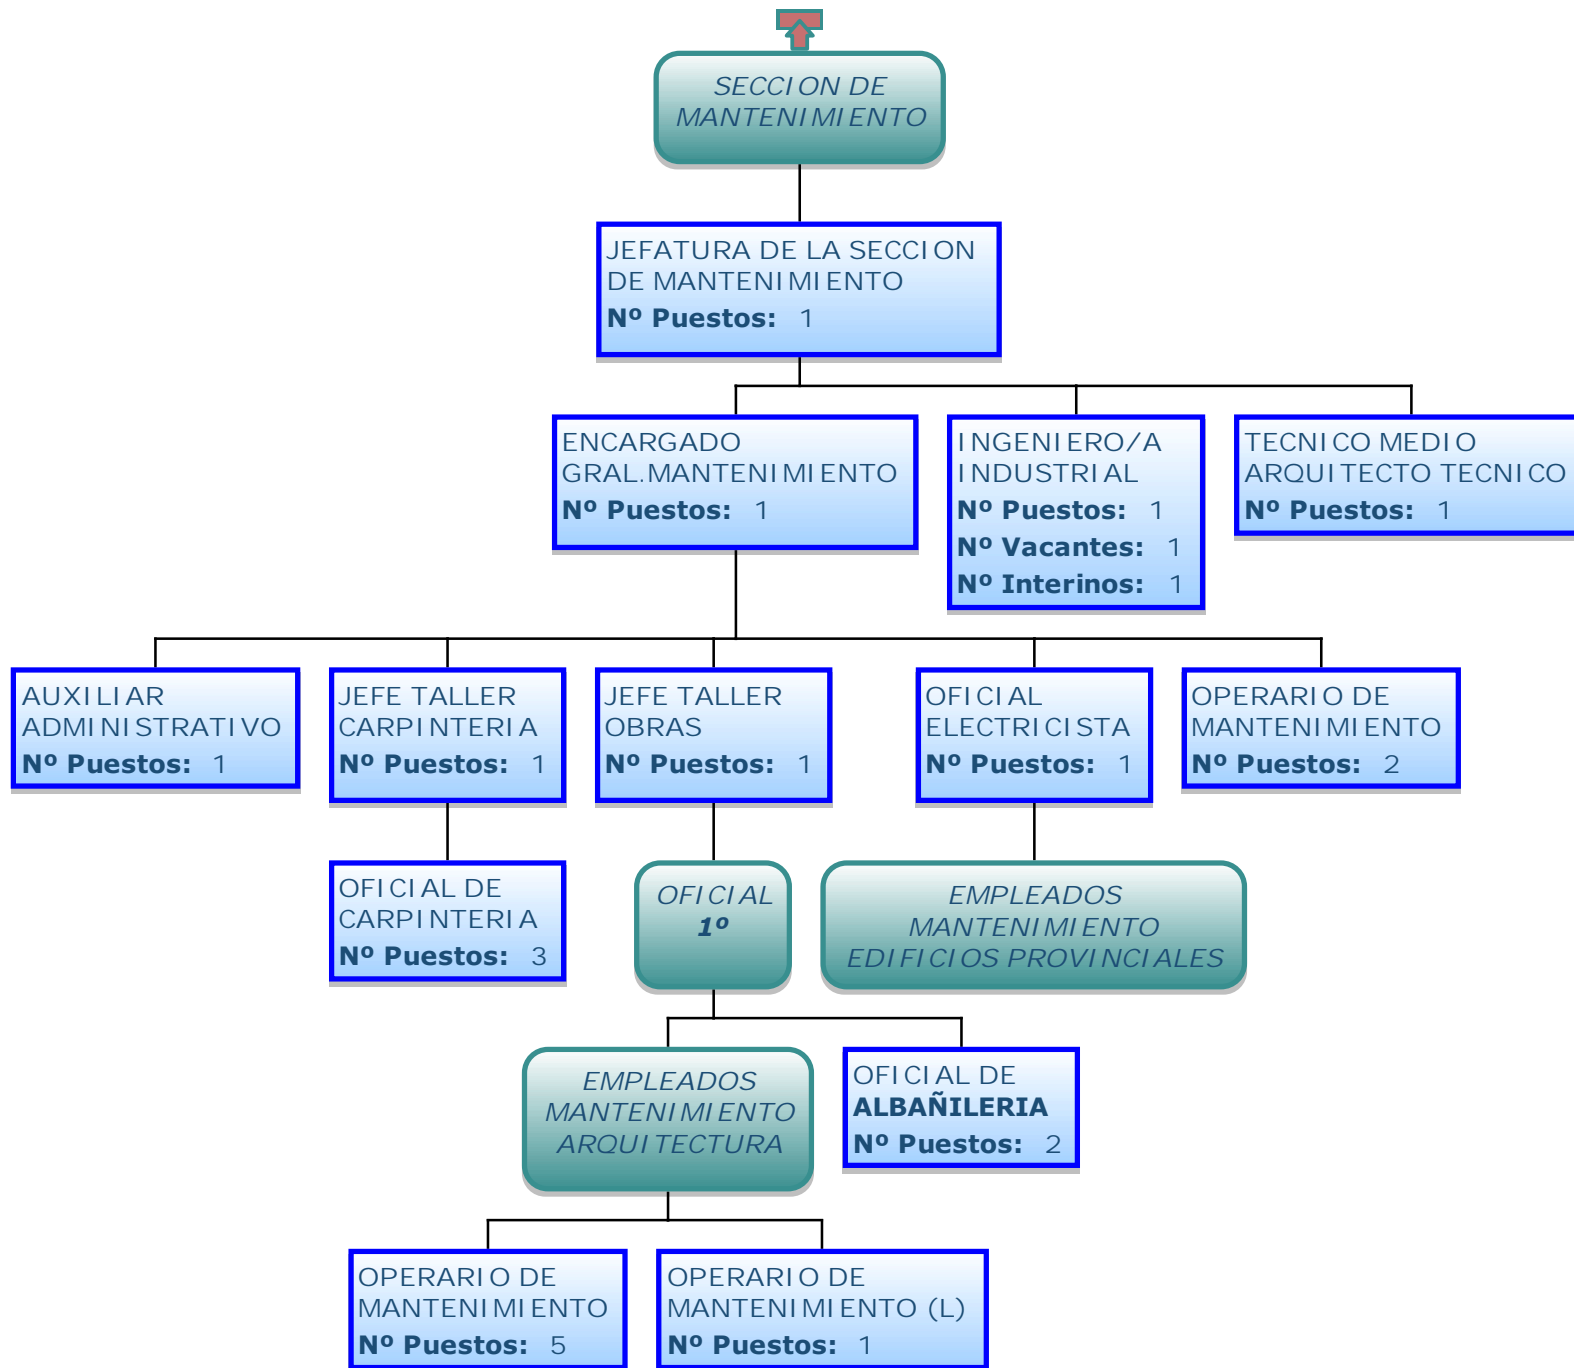 SECCION DE
MANTENIMIENTO
JEFATURA DE LA SECCION
DE MANTENIMIENTO
Nº Puestos: 1
ENCARGADO
GRAL.MANTENIMIENTO
Nº Puestos: 1
INGENIERO/A
INDUSTRIAL
Nº Puestos: 1
Nº Vacantes: 1
Nº Interinos: 1
TECNICO MEDIO
ARQUITECTO TECNICO
Nº Puestos: 1
AUXILIAR
ADMINISTRATIVO
Nº Puestos: 1
JEFE TALLER
CARPINTERIA
Nº Puestos: 1
JEFE TALLER
OBRAS
Nº Puestos: 1
OFICIAL
ELECTRICISTA
Nº Puestos: 1
OPERARIO DE
MANTENIMIENTO
Nº Puestos: 2
OFICIAL DE
CARPINTERIA
Nº Puestos: 3
OFICIAL
1º
EMPLEADOS
MANTENIMIENTO
EDIFICIOS PROVINCIALES
EMPLEADOS
MANTENIMIENTO
ARQUITECTURA
OFICIAL DE
ALBAÑILERIA
Nº Puestos: 2
OPERARIO DE
MANTENIMIENTO
Nº Puestos: 5
OPERARIO DE
MANTENIMIENTO (L)
Nº Puestos: 1